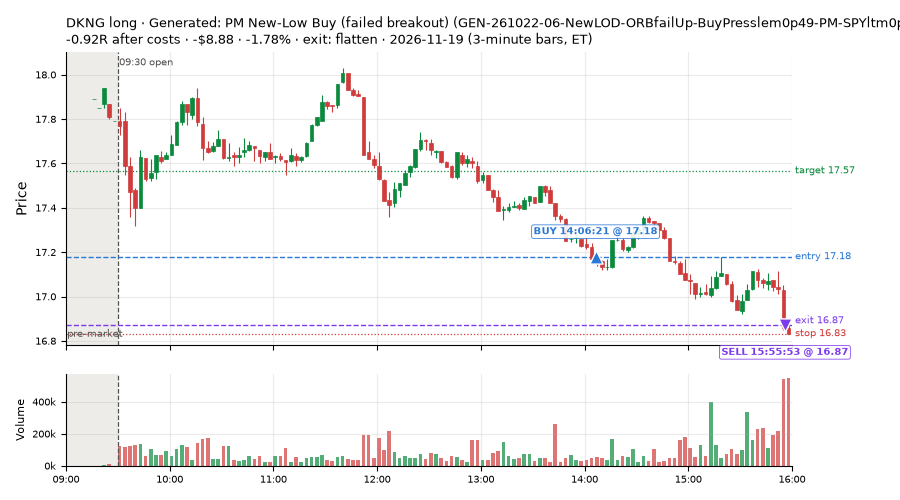 DKNG long · Generated: PM New-Low Buy (failed breakout) (GEN-261022-06-NewLOD-ORBfailUp-BuyPresslem0p49-PM-SPYltm0p
-0.92R after costs · -$8.88 · -1.78% · exit: flatten · 2026-11-19 (3-minute bars, ET)
09:30 open
18.0
17.8
17.6
17.4
17.2
17.0
16.8
Price
target 17.57
BUY 14:06:21 @ 17.18
entry 17.18
exit 16.87
stop 16.83
pre-market
SELL 15:55:53 @ 16.87
Volume
400k
200k
0k
09:00
10:00
11:00
12:00
13:00
14:00
15:00
16:00